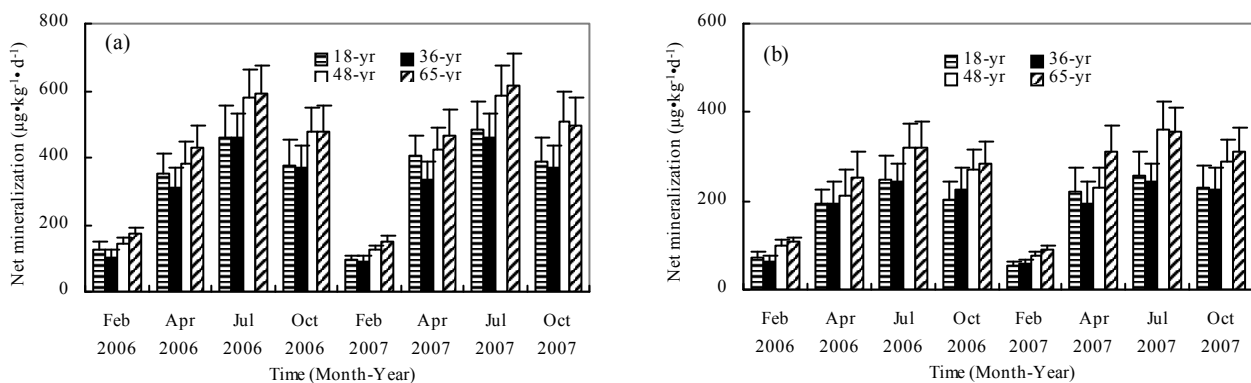 (a)
18-yr 36-yr
48-yr 65-yr
Net mineralization (µg•kg⁻¹• d⁻¹)
800
600
400
200
0
Feb Apr Jul Oct Feb Apr Jul Oct
2006 2006 2006 2006 2007 2007 2007 2007
Time (Month-Year)
(b)
18-yr 36-yr
48-yr 65-yr
Net mineralization (µg•kg⁻¹•d⁻¹)
600
400
200
0
Feb Apr Jul Oct Feb Apr Jul Oct
2006 2006 2006 2006 2007 2007 2007 2007
Time (Month-Year)